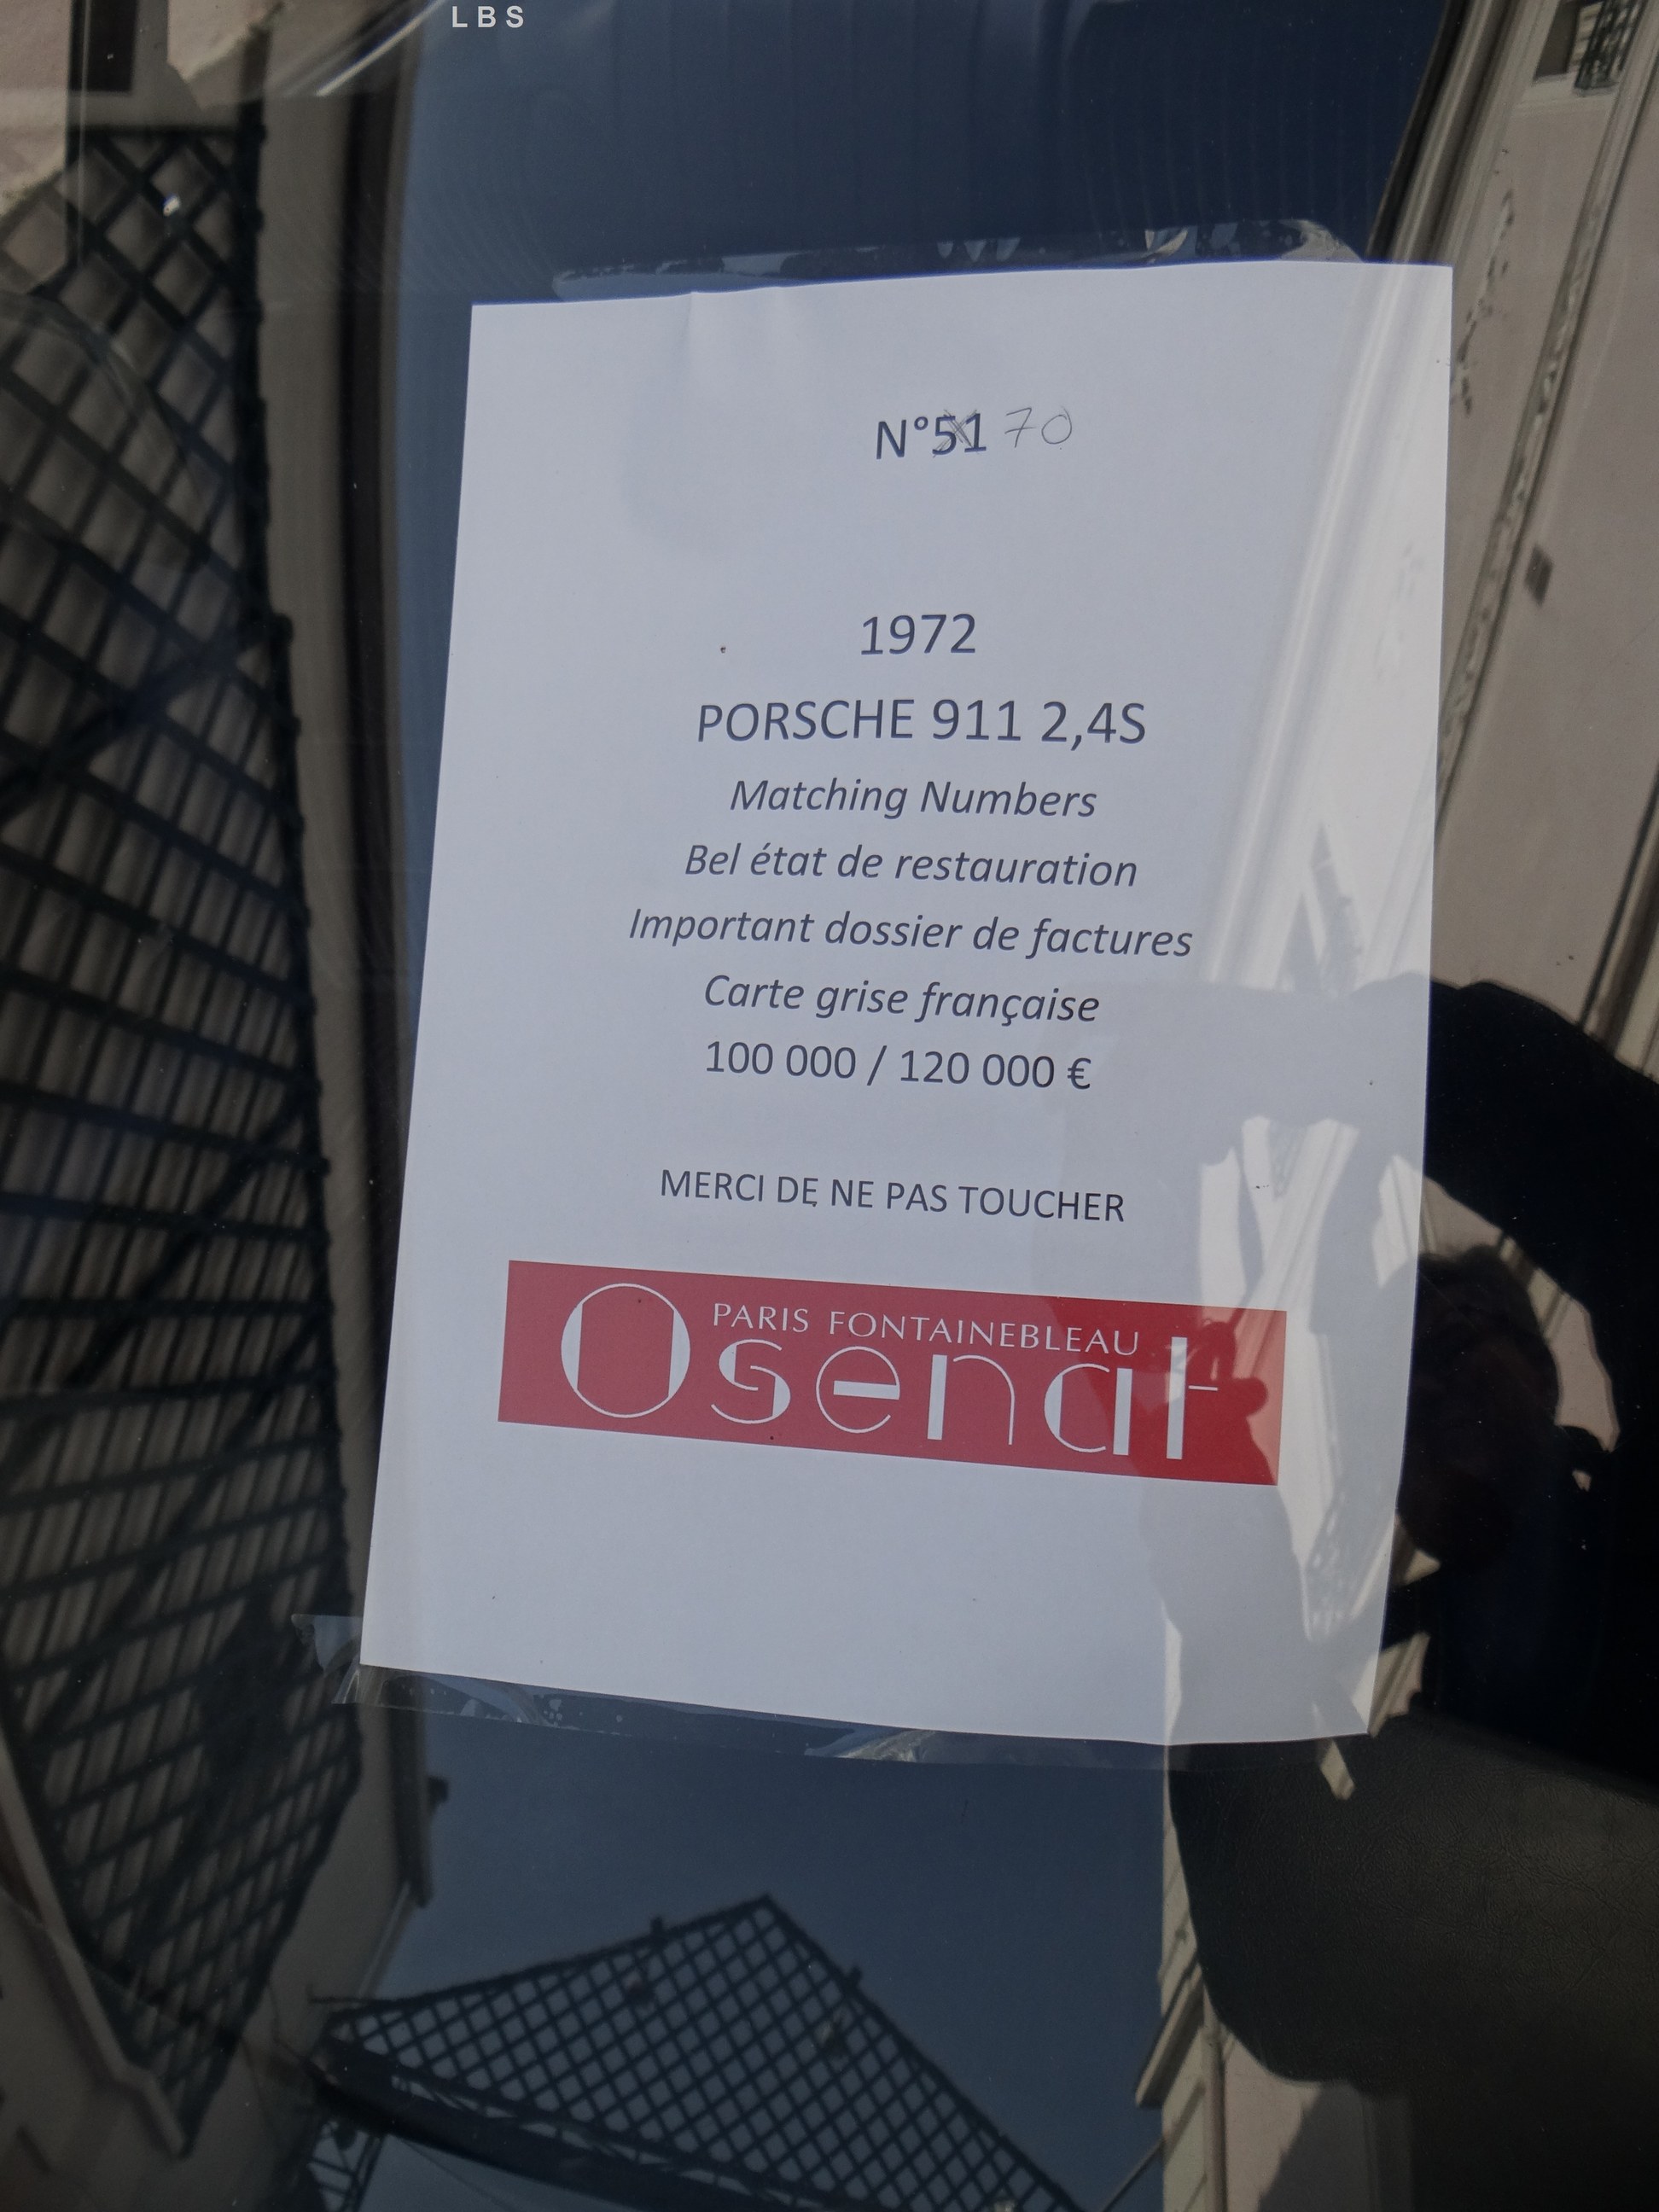 LBS
N°51 70
1972
PORSCHE 911 2,4S
Matching Numbers
Bel état de restauration
Important dossier de factures
Carte grise française
100 000 / 120 000 €
MERCI DE NE PAS TOUCHER
PARIS FONTAINEBLEAU
Osenat